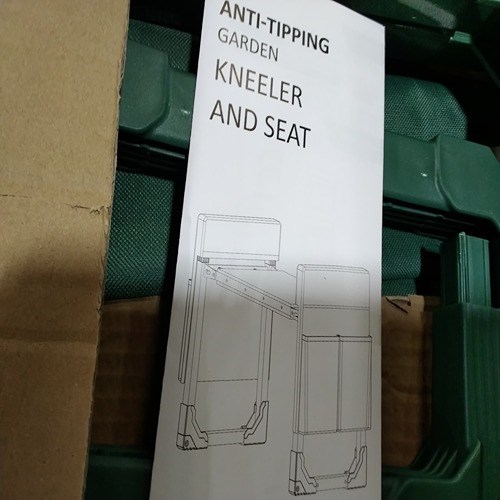 ANTI-TIPPING
GARDEN
KNEELER
AND SEAT